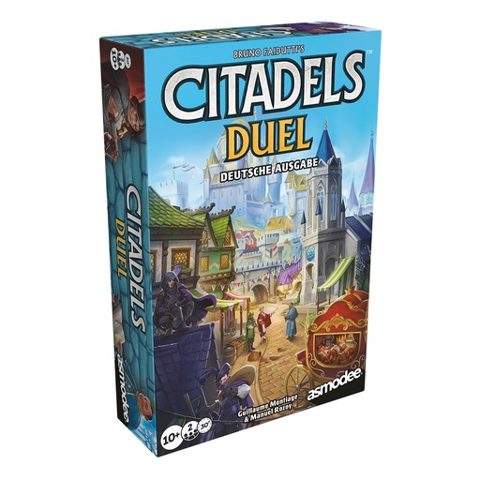 BRUNO FAIDUTTI'S
CITADELS
DUEL
DEUTSCHE AUSGABE
CITADELS
DUEL
asmodee
Guillaume Montiage
& Manuel Rozoy
asmodee
10+
2
30'